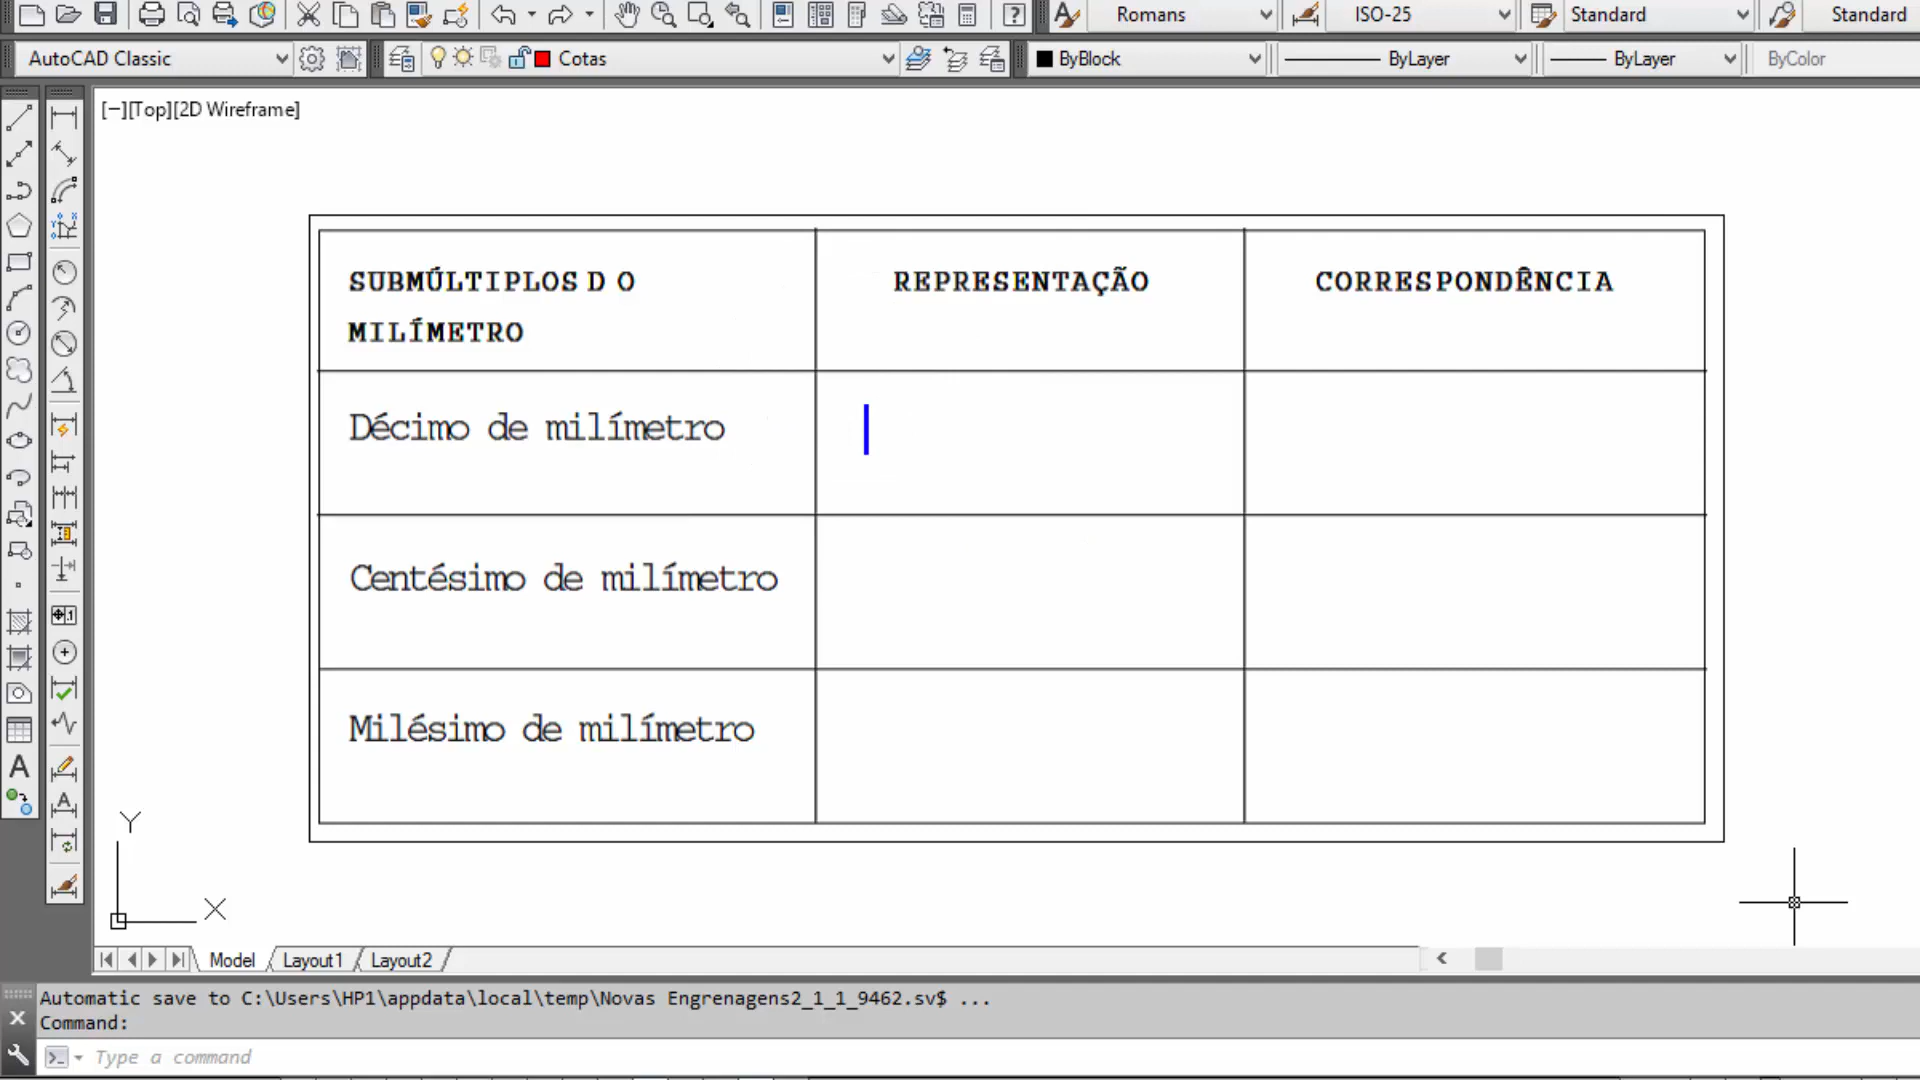 Romans
ISO-25
Standard
Standard
AutoCAD Classic
Cotas
ByBlock
ByLayer
ByLayer
ByColor
[−][Top][2D Wireframe]
SUBMÚLTIPLOS D O
MILÍMETRO
REPRESENTAÇÃO
CORRESPONDÊNCIA
Décimo de milímetro
Centésimo de milímetro
Milésimo de milímetro
Y
X
Model
Layout1
Layout2
Automatic save to C:\Users\HP1\appdata\local\temp\Novas Engrenagens2_1_1_9462.sv$ ...
Command:
Type a command